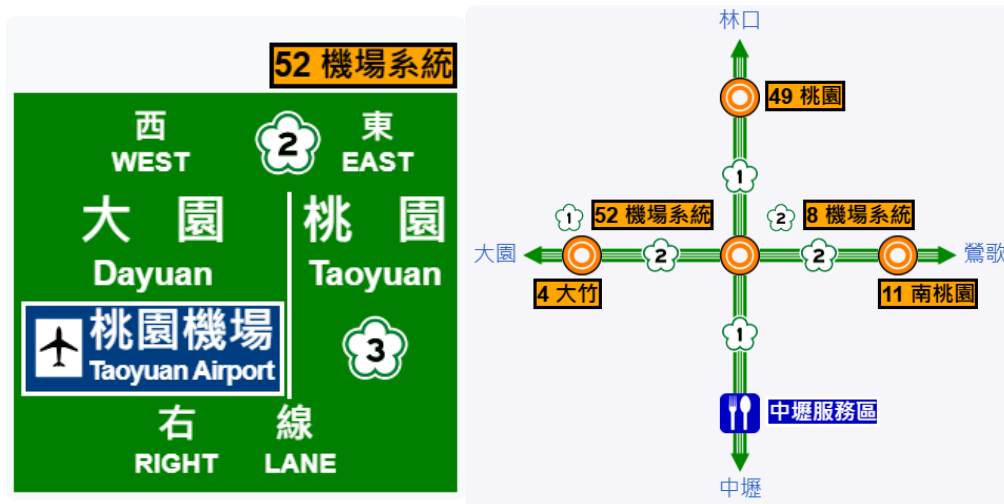 52 機場系統
西
WEST
2
東
EAST
大 園
Dayuan
桃 園
Taoyuan
桃園機場
Taoyuan Airport
3
右 線
RIGHT LANE
林口
49 桃園
1
1
52 機場系統
2
8 機場系統
大園
2
2
鶯歌
4 大竹
11 南桃園
1
中壢服務區
中壢